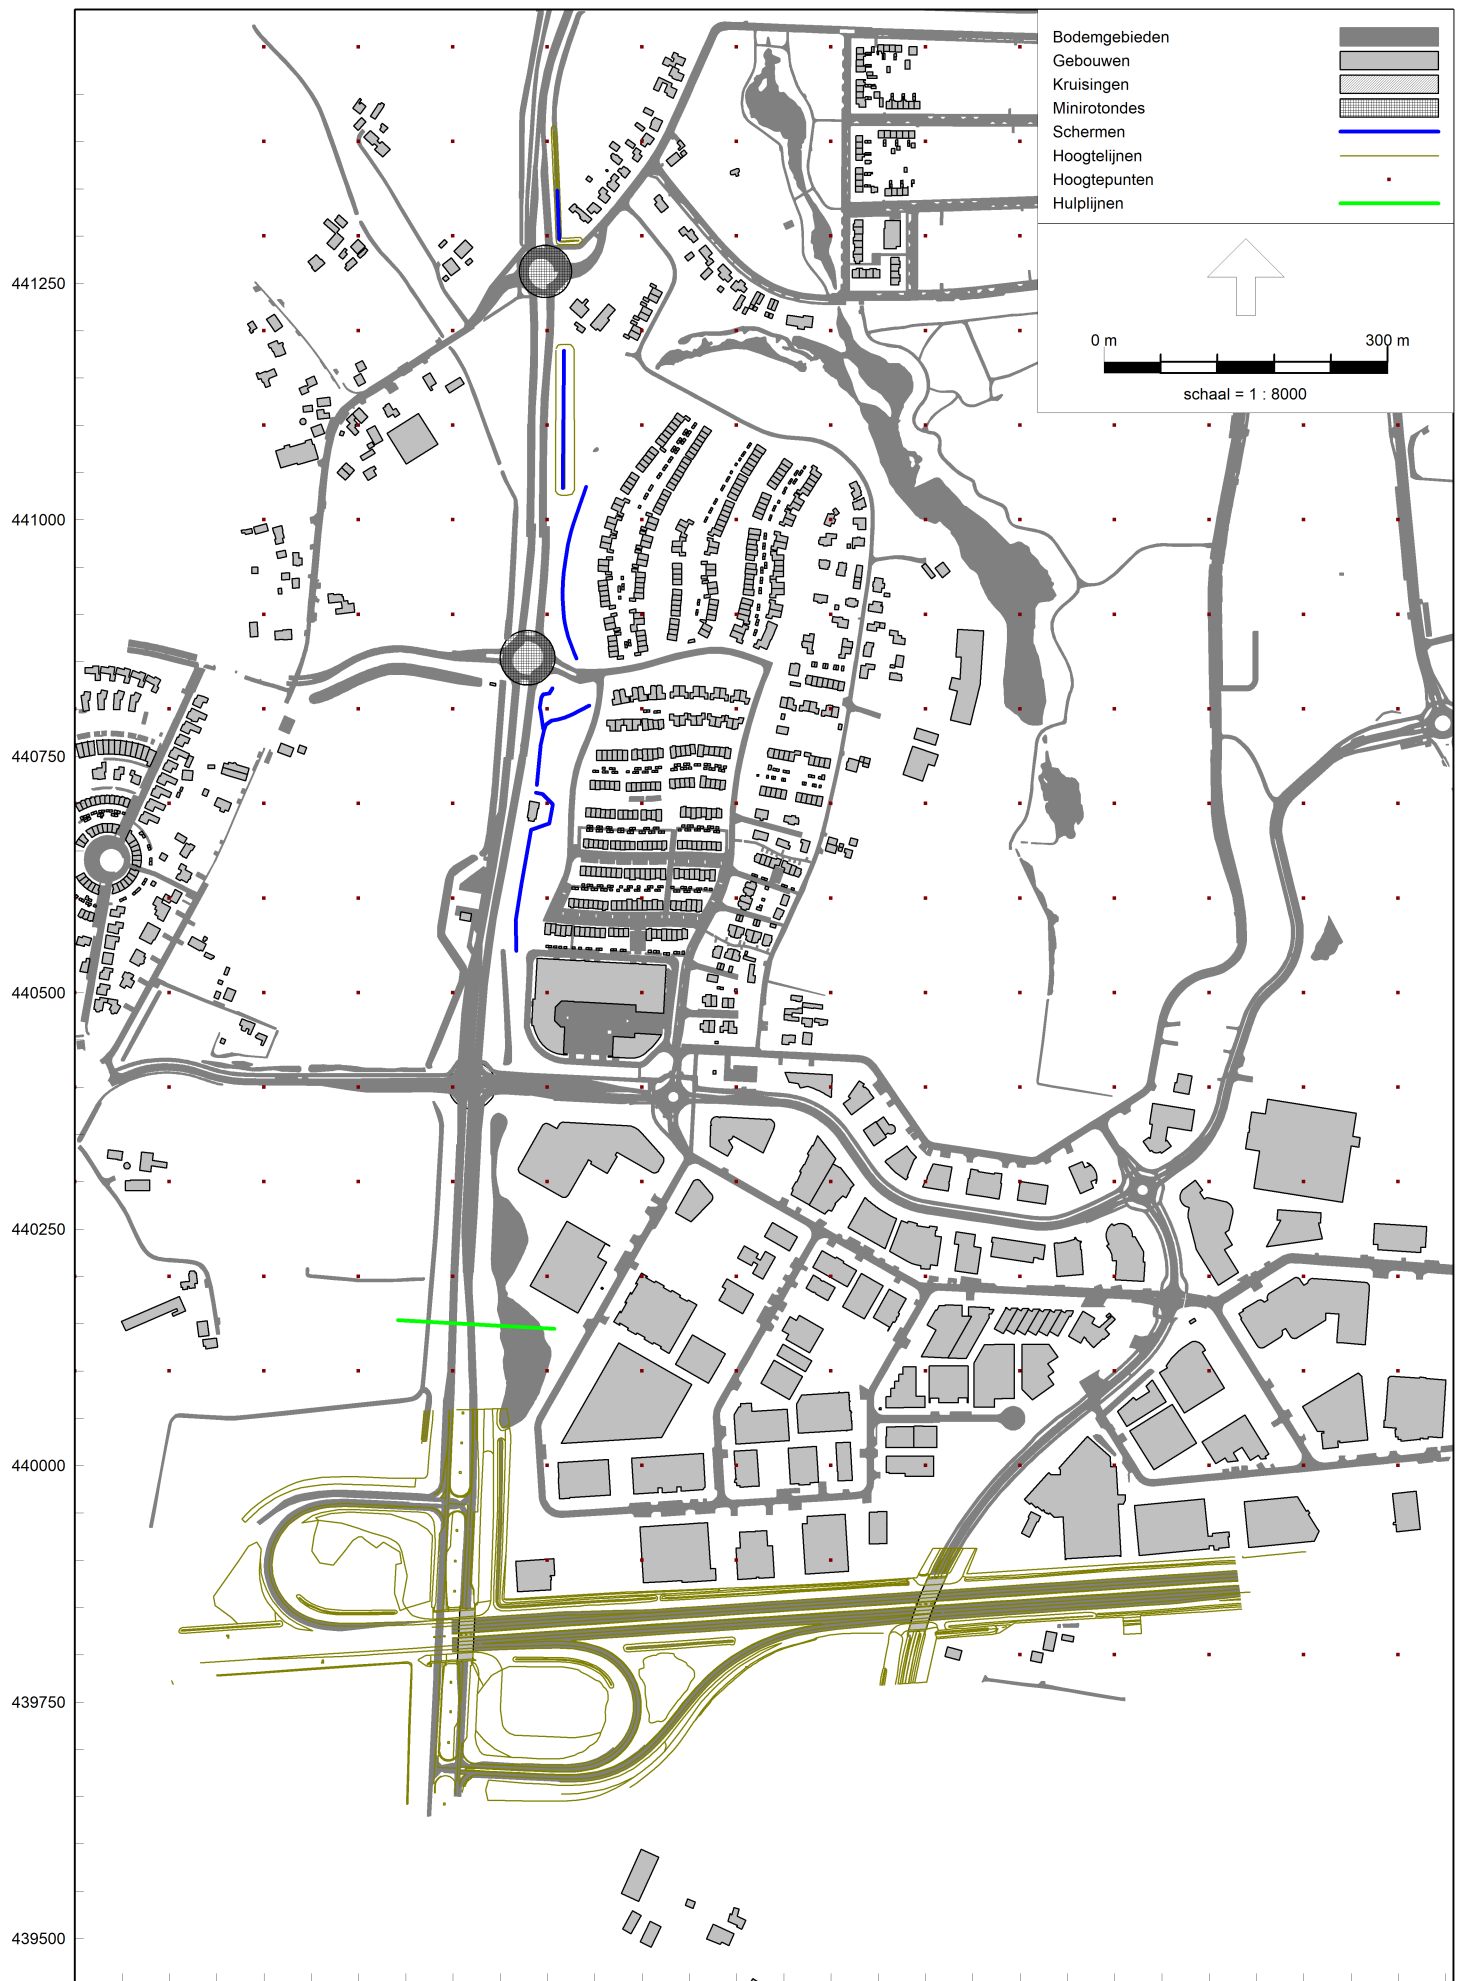 Bodemgebieden
Gebouwen
Kruisingen
Minirotondes
Schermen
Hoogtelijnen
Hoogtepunten
Hulplijnen
0 m 300 m
schaal = 1 : 8000
441250
441000
440750
440500
440250
440000
439750
439500